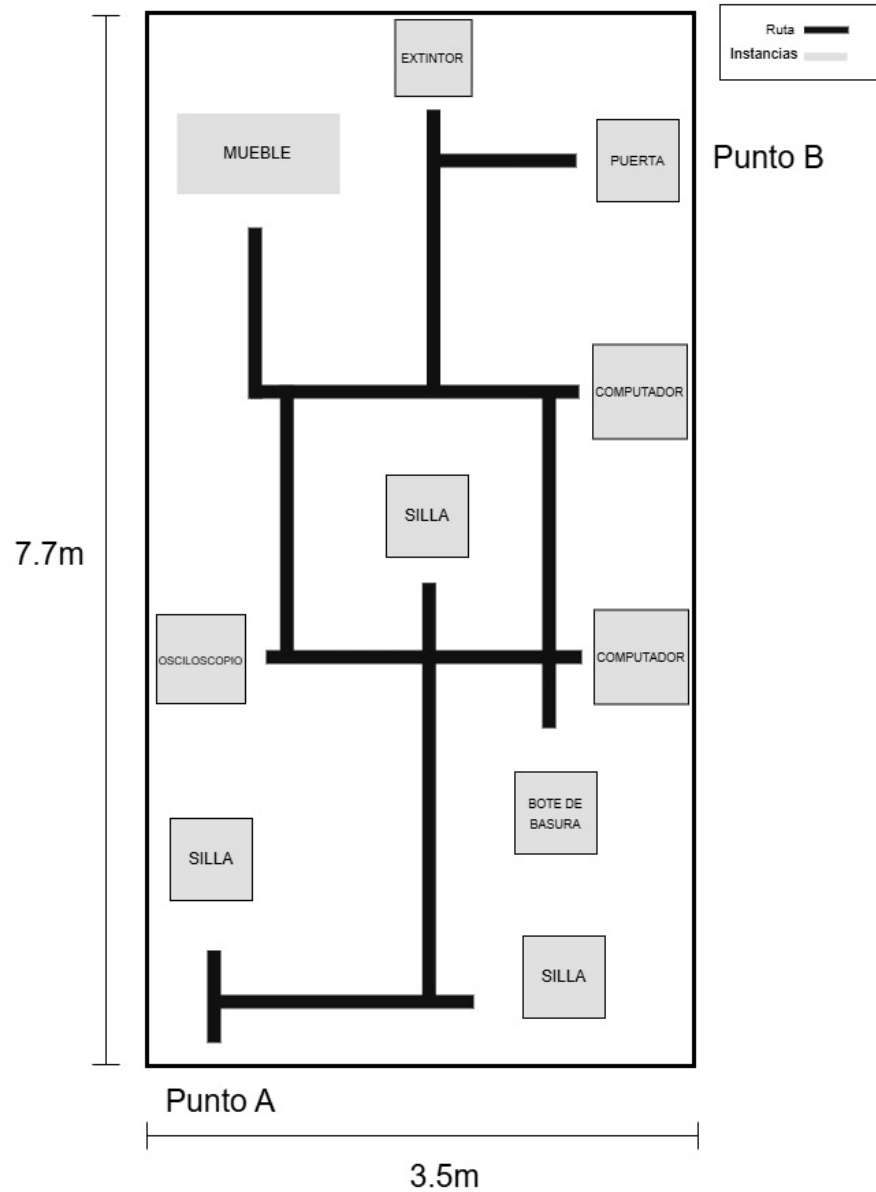 Ruta
Instancias
EXTINTOR
MUEBLE
PUERTA
Punto B
COMPUTADOR
SILLA
7.7m
OSCILOSCOPIO
COMPUTADOR
BOTE DE
BASURA
SILLA
SILLA
Punto A
3.5m